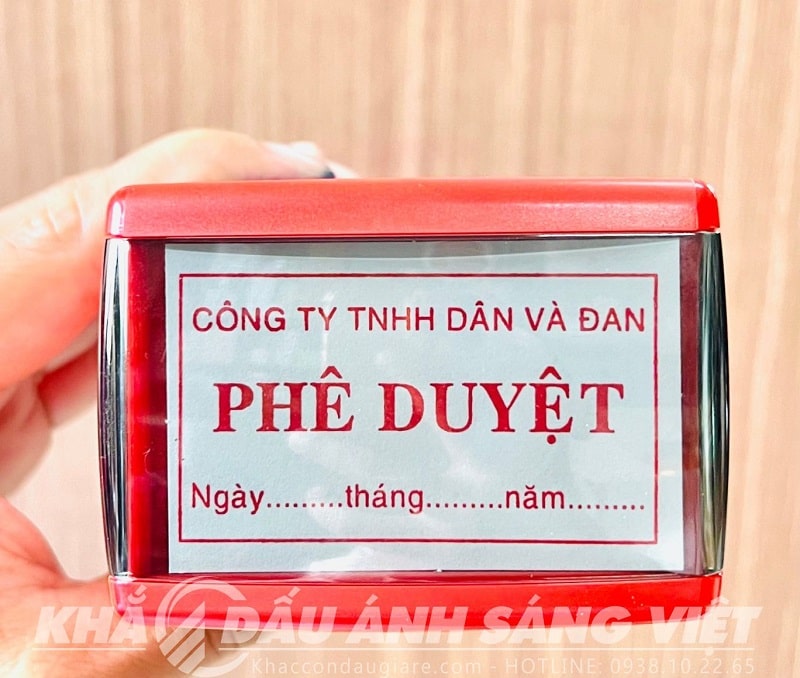 CÔNG TY TNHH DÂN VÀ ĐAN
PHÊ DUYỆT
Ngày.........tháng.........năm.........
KHẮC DẤU ÁNH SÁNG VIỆT
Khaccondaugiare.com - HOTLINE: 0938.10.22.65